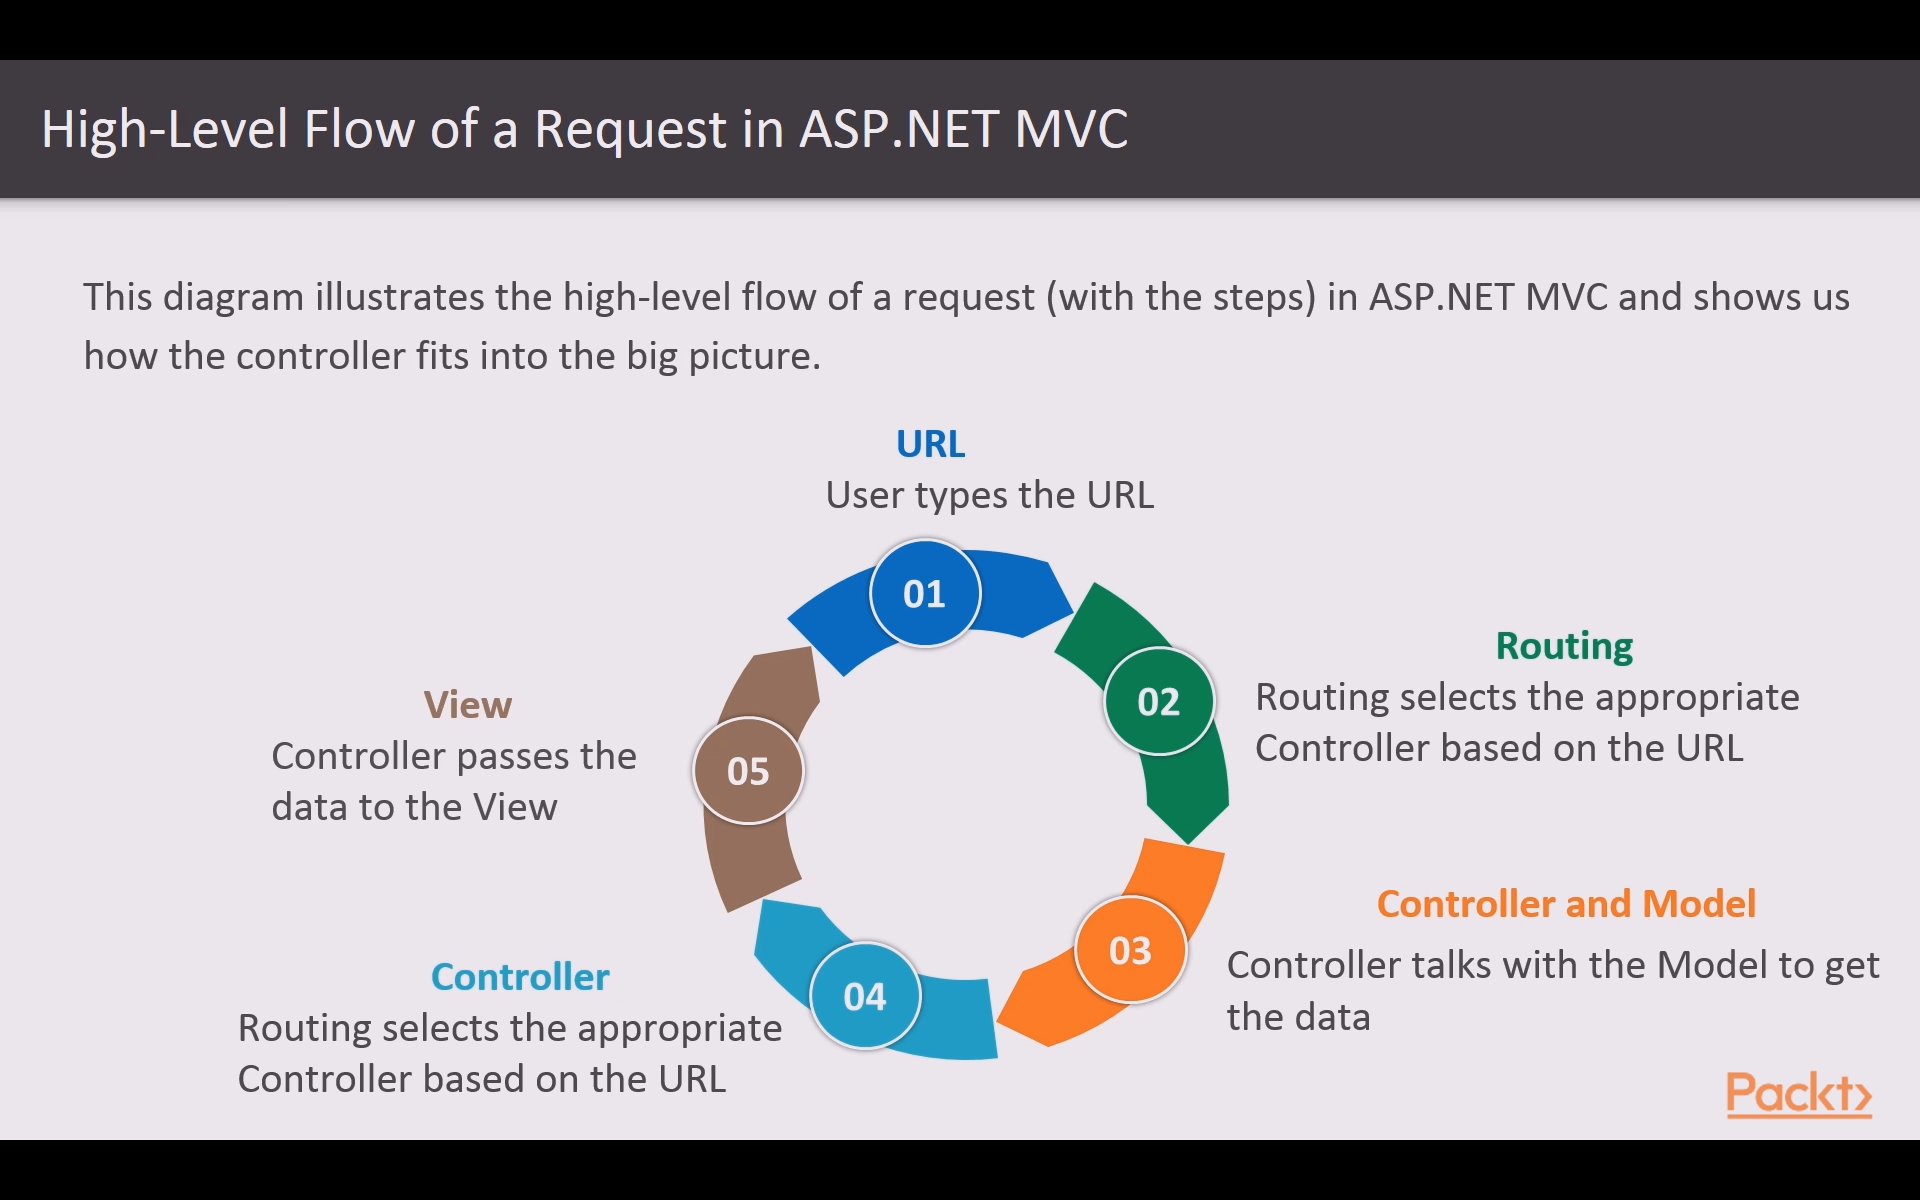 High-Level Flow of a Request in ASP.NET MVC
This diagram illustrates the high-level flow of a request (with the steps) in ASP.NET MVC and shows us
how the controller fits into the big picture.
URL
User types the URL
01
Routing
Routing selects the appropriate
Controller based on the URL
02
Controller and Model
Controller talks with the Model to get
the data
03
Controller
Routing selects the appropriate
Controller based on the URL
04
View
Controller passes the
data to the View
05
Packt>